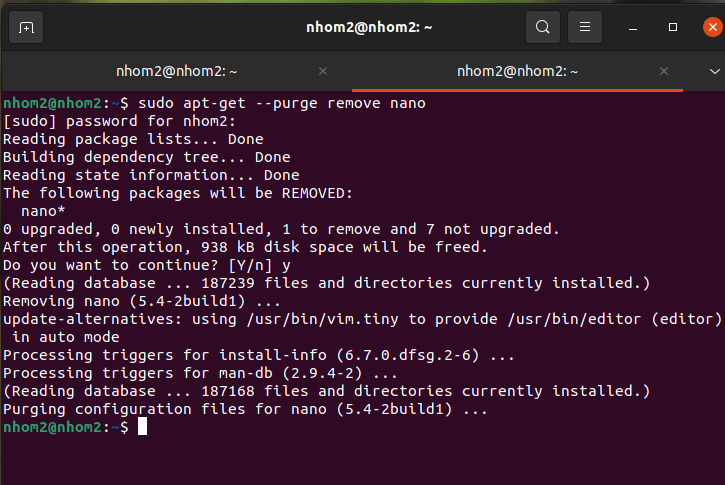 nhom2@nhom2: ~
nhom2@nhom2: ~
nhom2@nhom2: ~
nhom2@nhom2:~$ sudo apt-get --purge remove nano
[sudo] password for nhom2:
Reading package lists... Done
Building dependency tree... Done
Reading state information... Done
The following packages will be REMOVED:
  nano*
0 upgraded, 0 newly installed, 1 to remove and 7 not upgraded.
After this operation, 938 kB disk space will be freed.
Do you want to continue? [Y/n] y
(Reading database ... 187239 files and directories currently installed.)
Removing nano (5.4-2build1) ...
update-alternatives: using /usr/bin/vim.tiny to provide /usr/bin/editor (editor)
 in auto mode
Processing triggers for install-info (6.7.0.dfsg.2-6) ...
Processing triggers for man-db (2.9.4-2) ...
(Reading database ... 187168 files and directories currently installed.)
Purging configuration files for nano (5.4-2build1) ...
nhom2@nhom2:~$